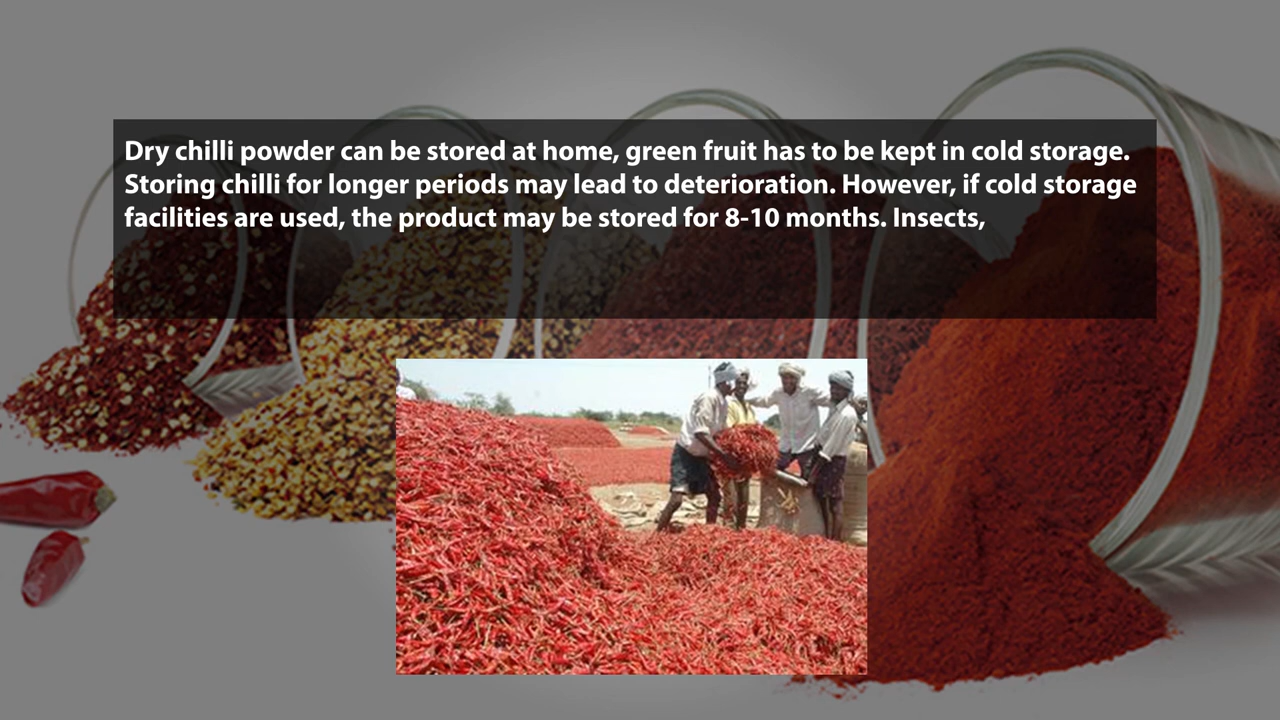 Dry chilli powder can be stored at home, green fruit has to be kept in cold storage.
Storing chilli for longer periods may lead to deterioration. However, if cold storage
facilities are used, the product may be stored for 8-10 months. Insects,